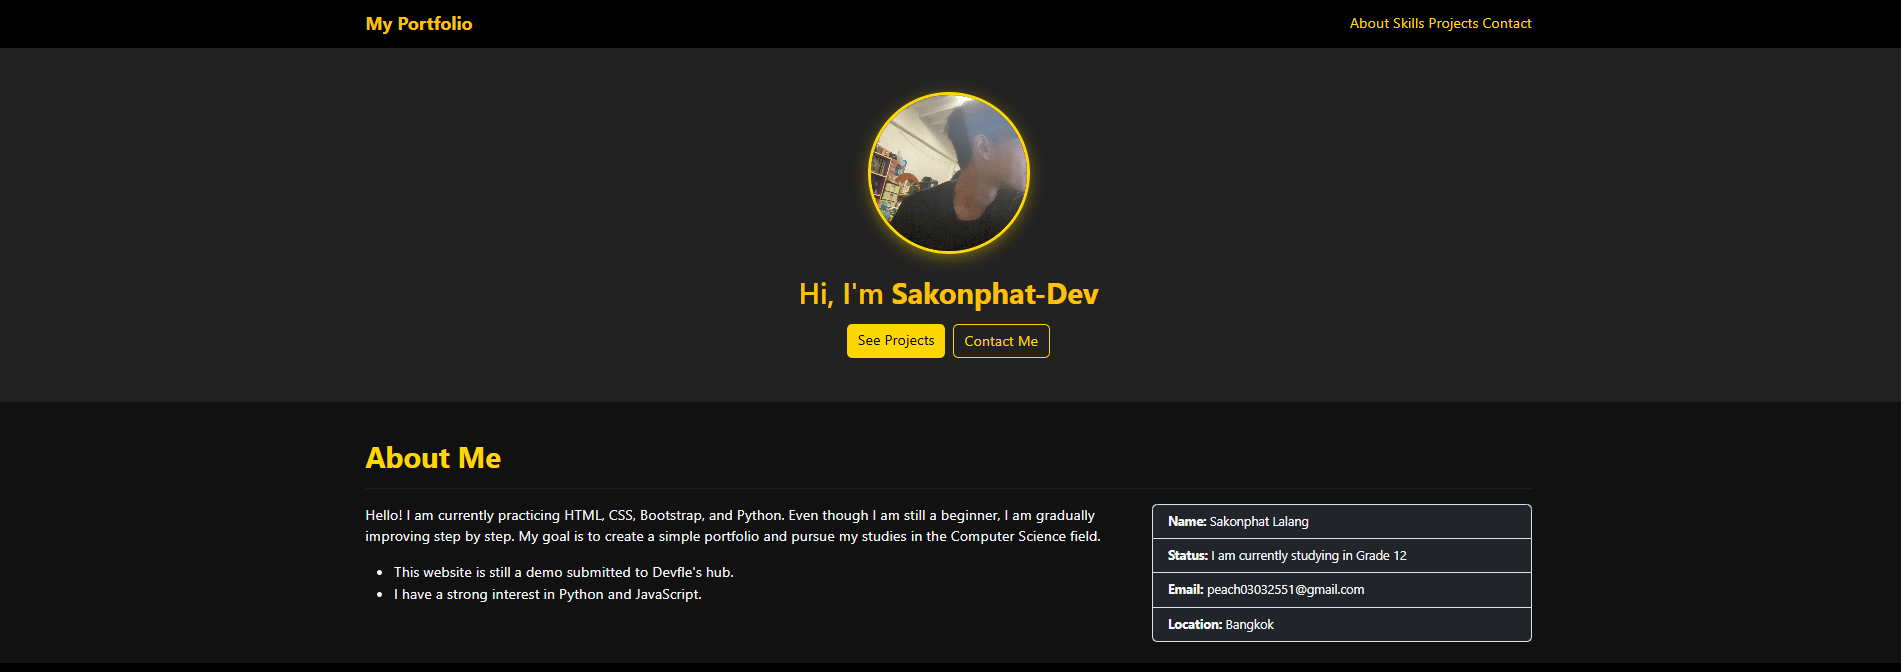 My Portfolio
About Skills Projects Contact
Hi, I'm Sakonphat-Dev
See Projects
Contact Me
About Me
Hello! I am currently practicing HTML, CSS, Bootstrap, and Python. Even though I am still a beginner, I am gradually
improving step by step. My goal is to create a simple portfolio and pursue my studies in the Computer Science field.
This website is still a demo submitted to Devfle's hub.
I have a strong interest in Python and JavaScript.
Name: Sakonphat Lalang
Status: I am currently studying in Grade 12
Email: peach03032551@gmail.com
Location: Bangkok